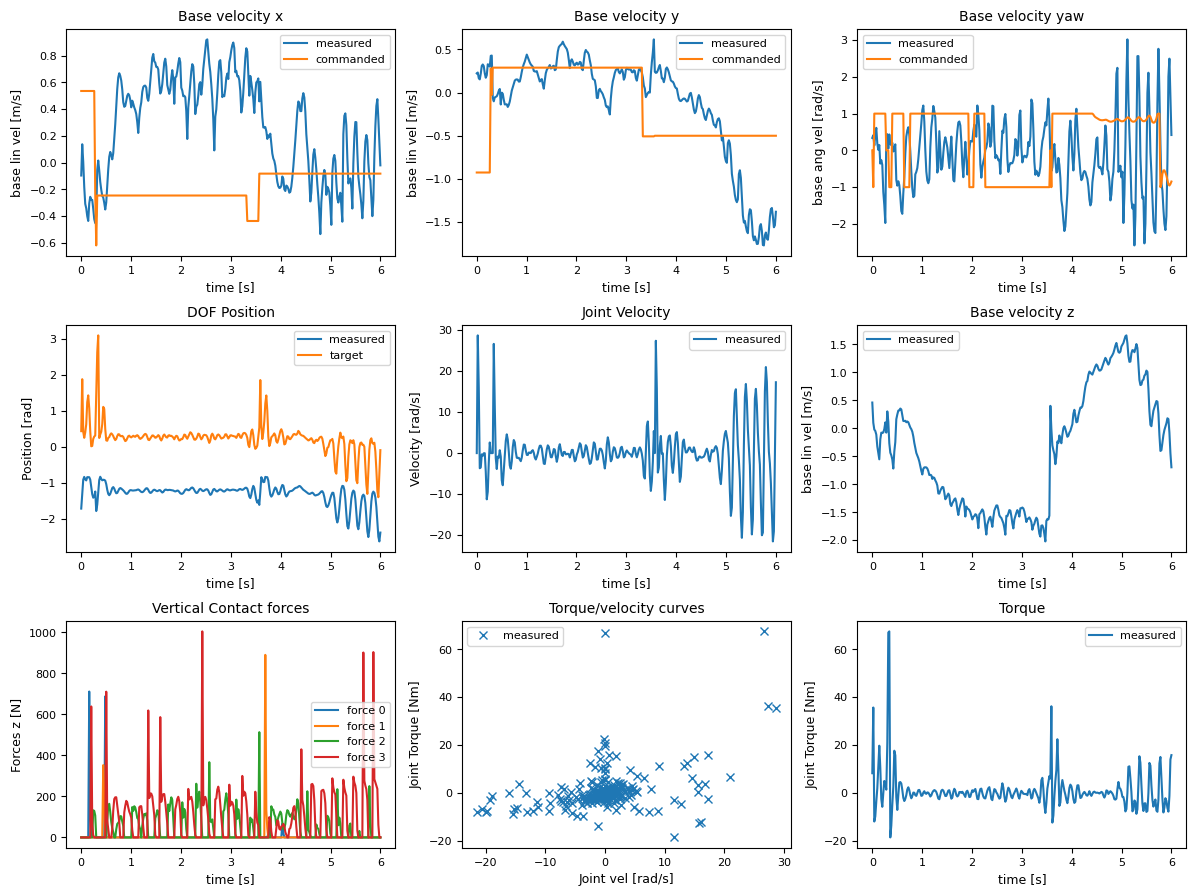 Base velocity x
base lin vel [m/s]
0.8
0.6
0.4
0.2
0.0
−0.2
−0.4
−0.6
measured
commanded
0 1 2 3 4 5 6
time [s]
Base velocity y
base lin vel [m/s]
0.5
0.0
−0.5
−1.0
−1.5
measured
commanded
0 1 2 3 4 5 6
time [s]
Base velocity yaw
base ang vel [rad/s]
3
2
1
0
−1
−2
measured
commanded
0 1 2 3 4 5 6
time [s]
DOF Position
Position [rad]
3
2
1
0
−1
−2
measured
target
0 1 2 3 4 5 6
time [s]
Joint Velocity
Velocity [rad/s]
30
20
10
0
−10
−20
measured
0 1 2 3 4 5 6
time [s]
Base velocity z
base lin vel [m/s]
1.5
1.0
0.5
0.0
−0.5
−1.0
−1.5
−2.0
measured
0 1 2 3 4 5 6
time [s]
Vertical Contact forces
Forces z [N]
1000
800
600
400
200
0
force 0
force 1
force 2
force 3
0 1 2 3 4 5 6
time [s]
Torque/velocity curves
Joint Torque [Nm]
60
40
20
0
−20
measured
−20 −10 0 10 20 30
Joint vel [rad/s]
Torque
Joint Torque [Nm]
60
40
20
0
−20
measured
0 1 2 3 4 5 6
time [s]